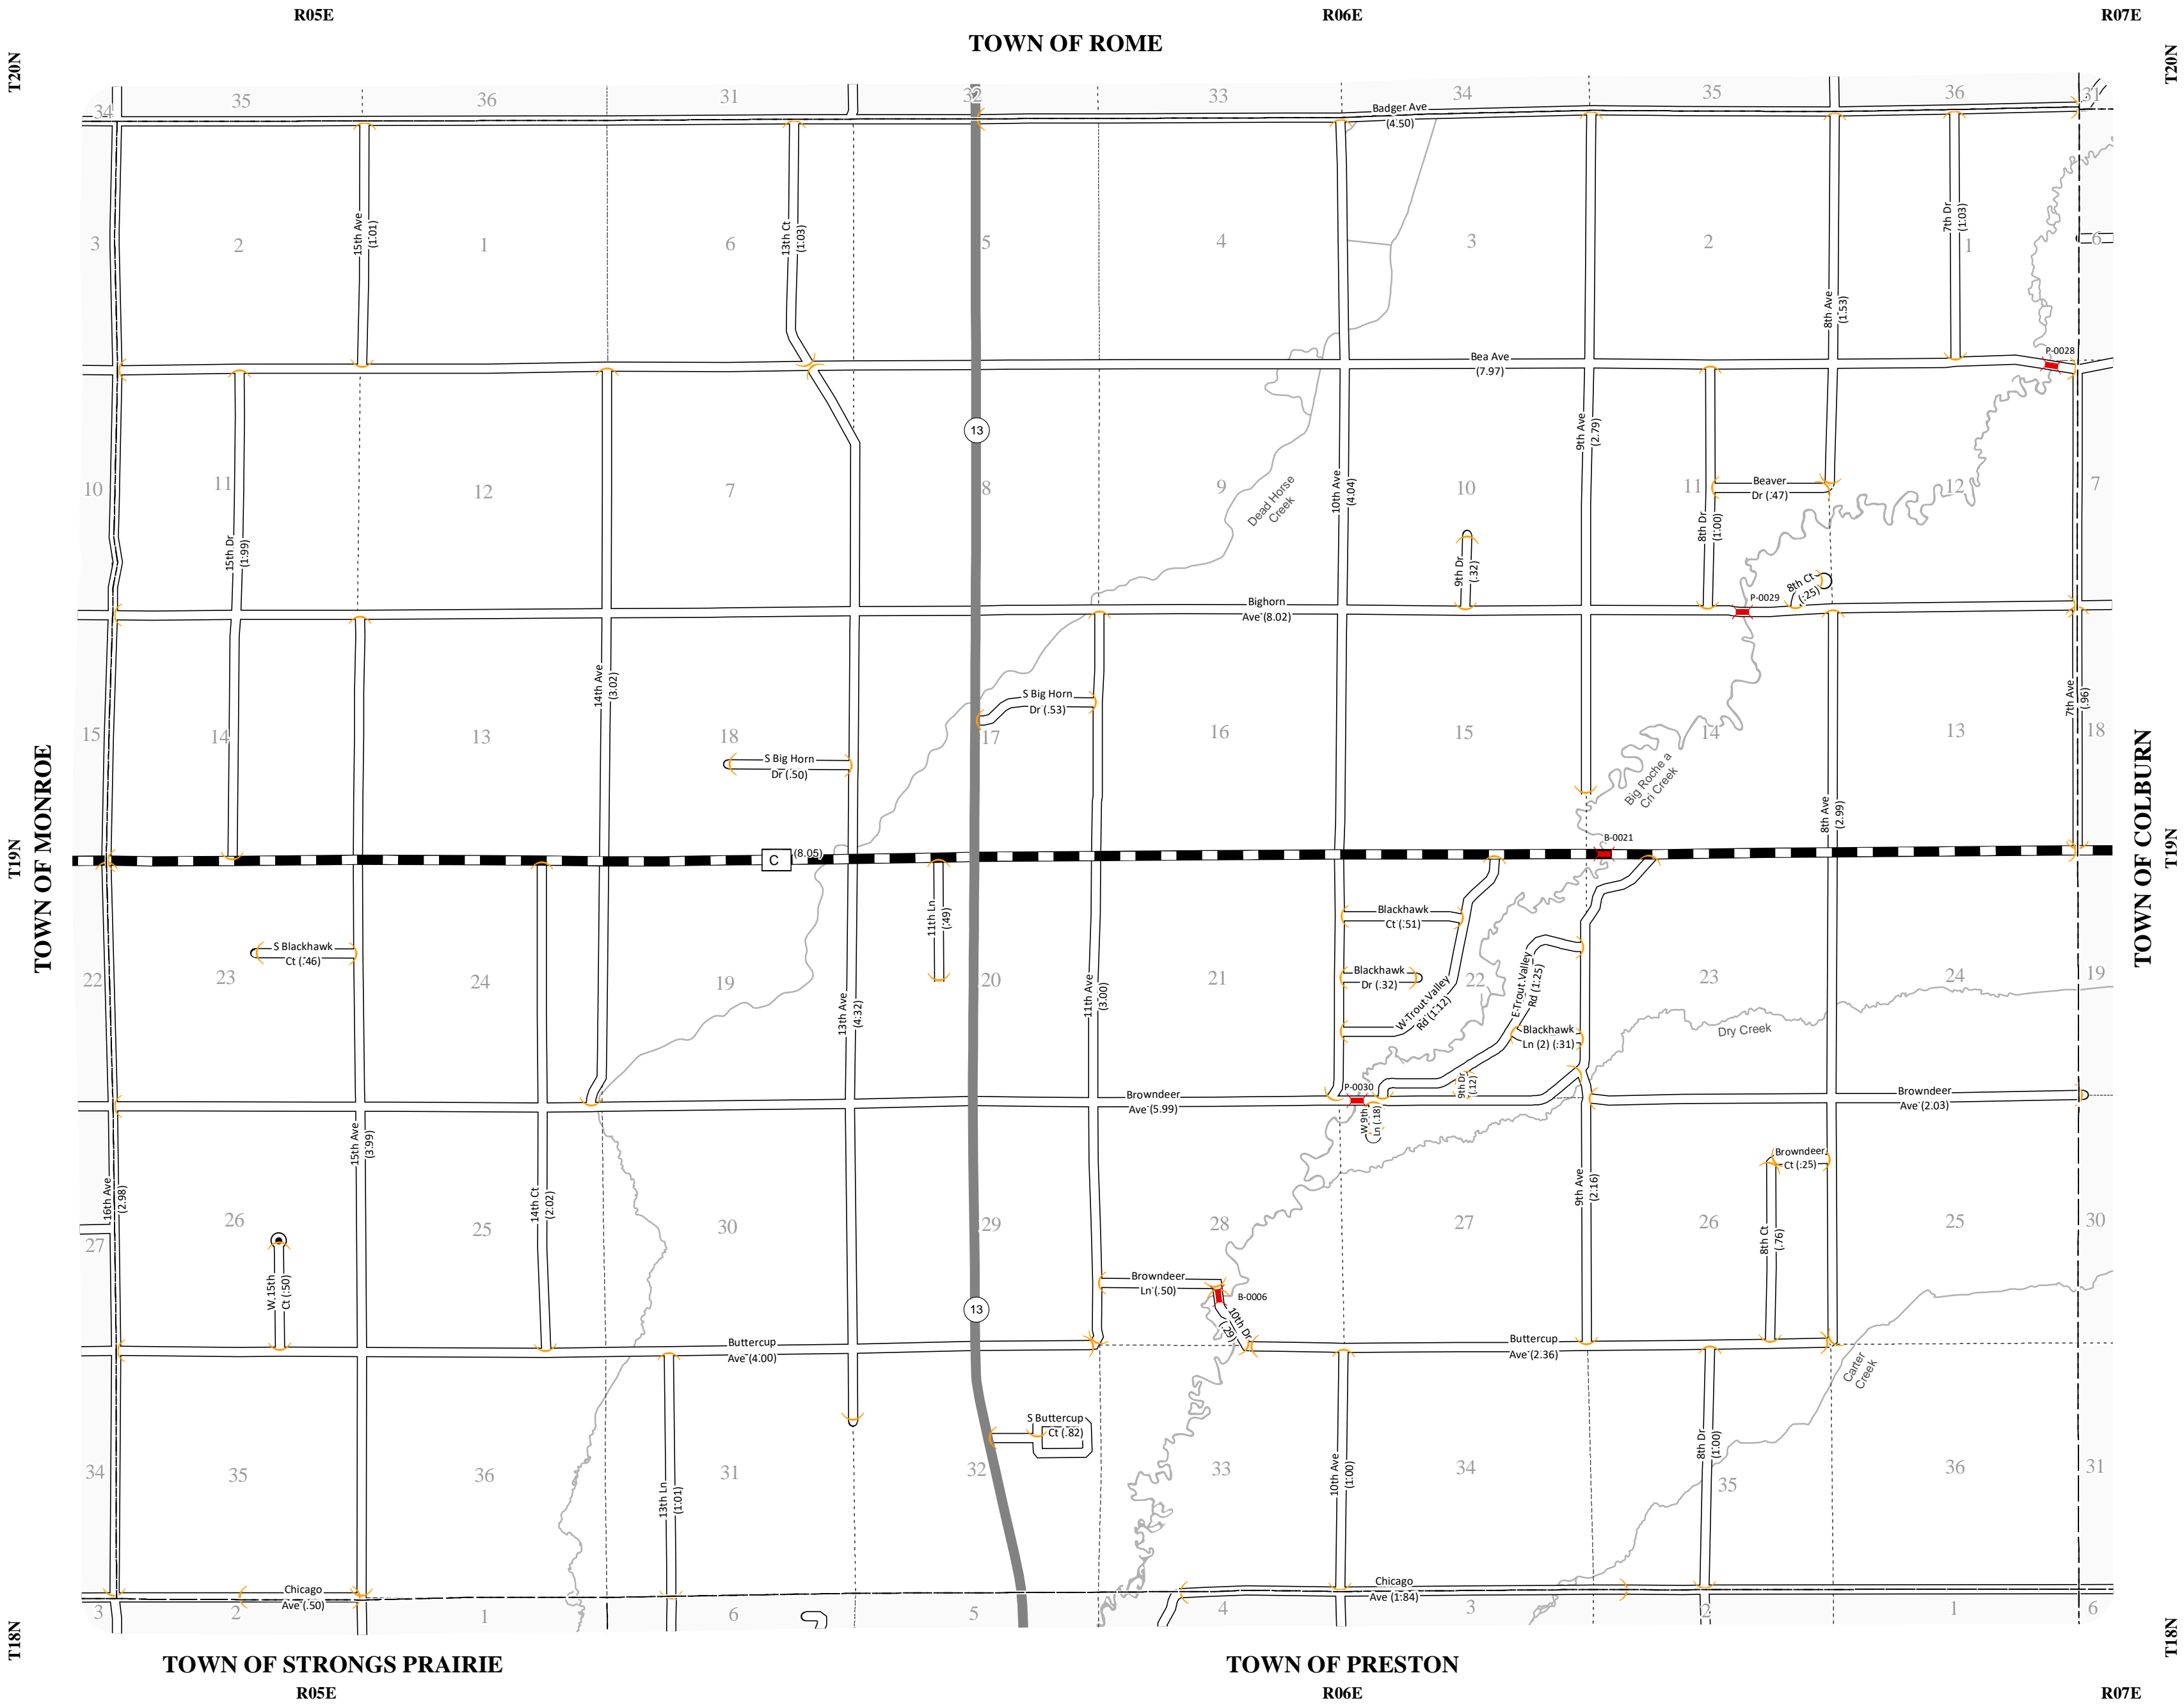 R05E
R06E
R07E
TOWN OF ROME
T20N
T20N
34
35
36
31
32
33
34
35
36
31
Badger Ave
(4.50)
3
2
1
6
5
4
3
2
1
6
15th Ave
(1.01)
13th Ct
(1.03)
8th Ave
(1.53)
7th Dr
(1.03)
P-0028
Bea Ave
(7.97)
13
9th Ave
(2.79)
10
11
12
7
8
9
10
11
12
7
Beaver
Dr (.47)
Dead Horse
Creek
10th Ave
(4.04)
15th Dr
(1.99)
9th Dr
(.32)
8th Dr
(1.00)
8th Ct
(.25)
P-0029
Bighorn
Ave (8.02)
14th Ave
(3.02)
S Big Horn
Dr (.53)
7th Ave
(.96)
15
14
13
18
17
16
15
14
13
18
S Big Horn
Dr (.50)
Big Roche a
Cri Creek
8th Ave
(2.99)
TOWN OF MONROE
TOWN OF COLBURN
T19N
T19N
C
(8.05)
B-0021
11th Ln
(.49)
Blackhawk
Ct (.51)
S Blackhawk
Ct (.46)
22
23
24
19
20
21
22
23
24
19
Blackhawk
Dr (.32)
W Trout Valley
Rd (1.12)
E Trout Valley
Rd (1.25)
13th Ave
(4.32)
11th Ave
(3.00)
Blackhawk
Ln (2) (.31)
Dry Creek
9th Dr
(.12)
P-0030
Browndeer
Ave (5.99)
Browndeer
Ave (2.03)
W 9th
Ln (.18)
15th Ave
(3.99)
Browndeer
Ct (.25)
16th Ave
(2.98)
14th Ct
(2.02)
9th Ave
(2.16)
27
26
25
30
29
28
27
26
25
30
8th Ct
(.76)
W 15th
Ct (.50)
Browndeer
Ln (.50)
B-0006
10th Dr
(.29)
13
Buttercup
Ave (4.00)
Buttercup
Ave (2.36)
Carter
Creek
S Buttercup
Ct (.82)
34
35
36
31
32
33
34
35
36
31
13th Ln
(1.01)
10th Ave
(1.00)
8th Dr
(1.00)
Chicago
Ave (.50)
Chicago
Ave (1.84)
3
2
1
6
5
4
3
2
1
6
T18N
T18N
TOWN OF STRONGS PRAIRIE
TOWN OF PRESTON
R05E
R06E
R07E